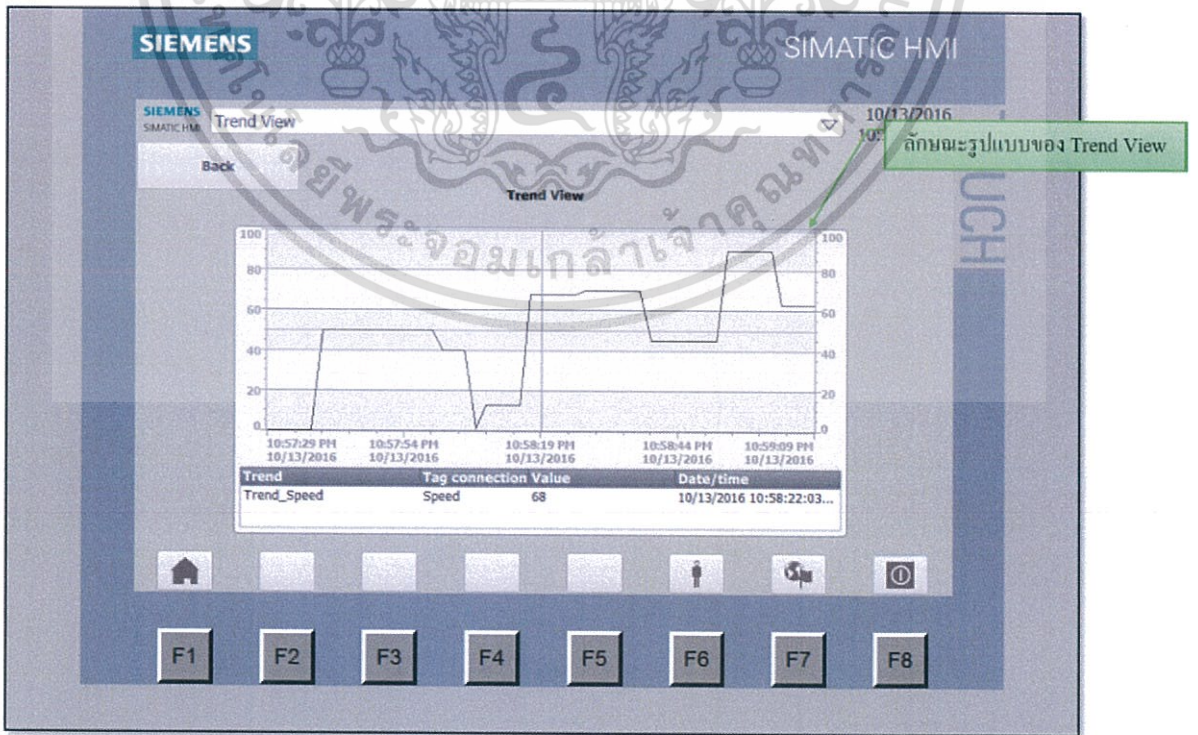 SIEMENS
SIMATIC HMI
SIEMENS
SIMATIC HMI
Trend View
10/13/2016
ลักษณะรูปแบบของ Trend View
Back
Trend View
TOUCH
100
80
60
40
20
0
100
80
60
40
20
0
10:57:29 PM 10:57:54 PM 10:58:19 PM 10:58:44 PM 10:59:09 PM
10/13/2016 10/13/2016 10/13/2016 10/13/2016 10/13/2016
Trend Tag connection Value Date/time
Trend_Speed Speed 68 10/13/2016 10:58:22:03...
F1 F2 F3 F4 F5 F6 F7 F8